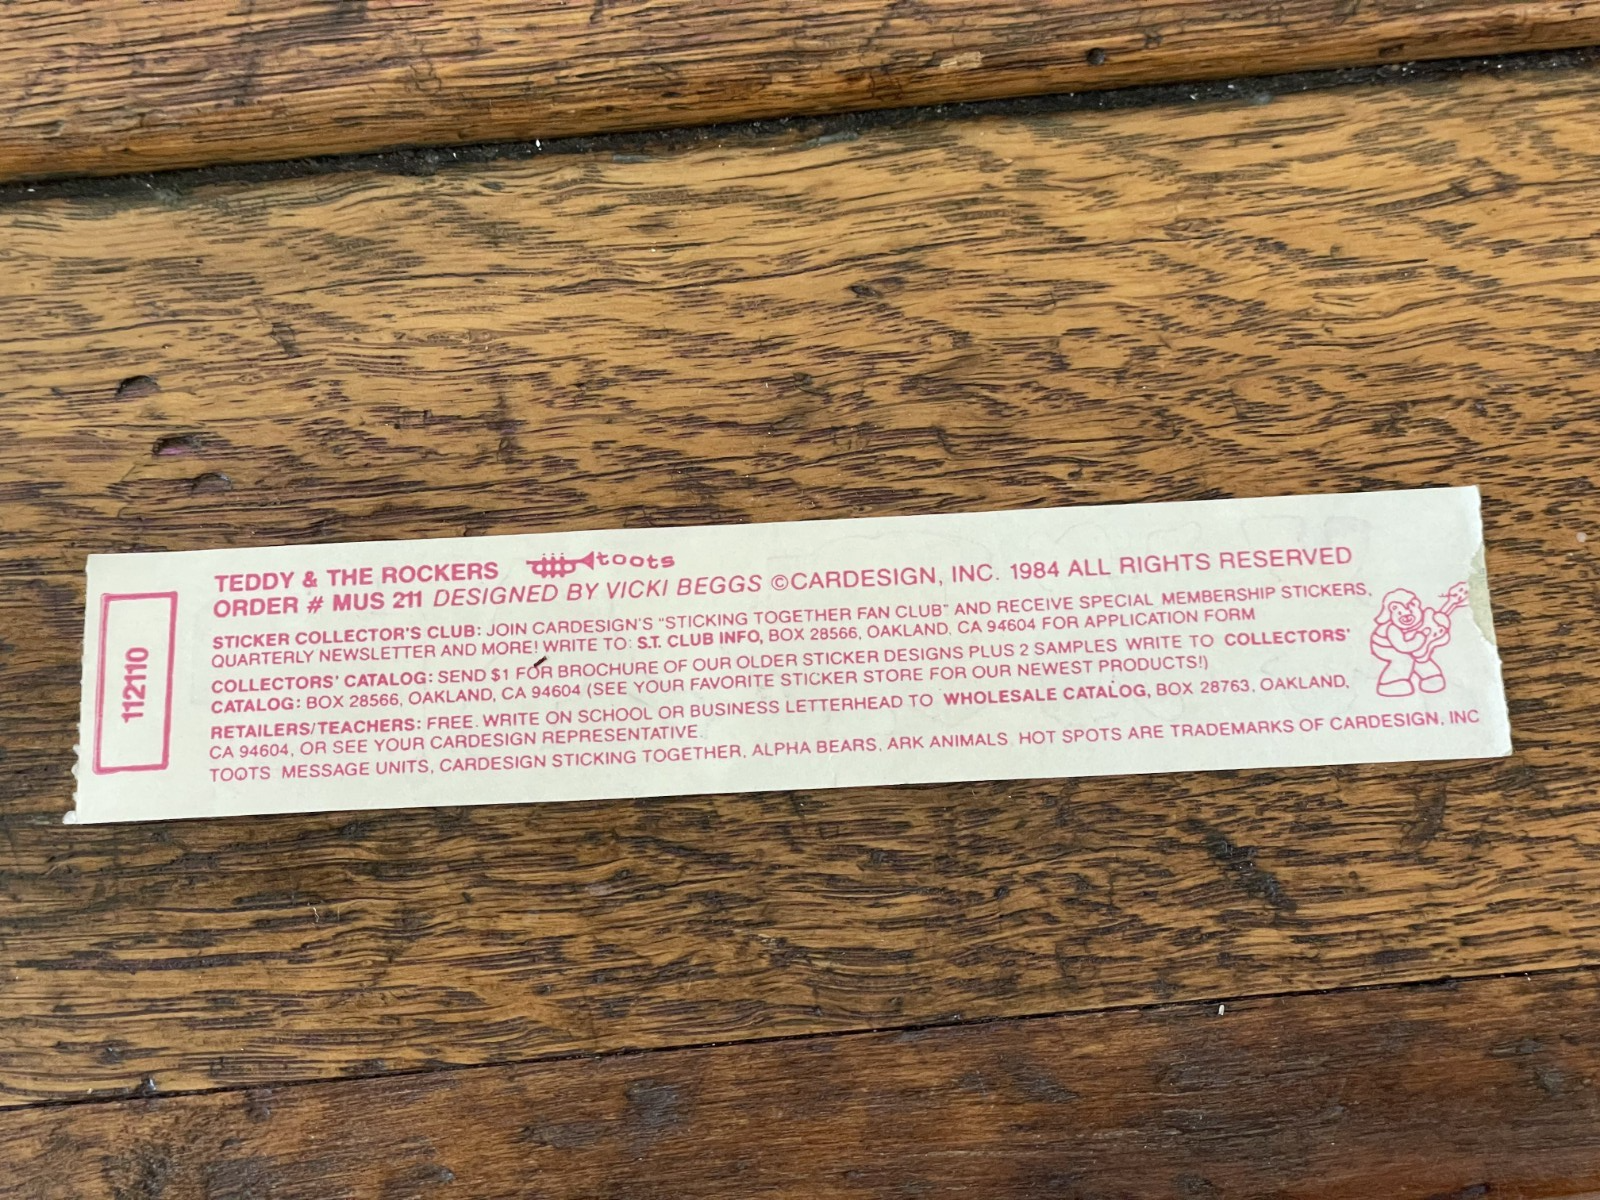 112110
TEDDY & THE ROCKERS toots
ORDER # MUS 211 DESIGNED BY VICKI BEGGS ©CARDESIGN, INC. 1984 ALL RIGHTS RESERVED
STICKER COLLECTOR'S CLUB: JOIN CARDESIGN'S "STICKING TOGETHER FAN CLUB" AND RECEIVE SPECIAL MEMBERSHIP STICKERS,
QUARTERLY NEWSLETTER AND MORE! WRITE TO: S.T. CLUB INFO, BOX 28566, OAKLAND, CA 94604 FOR APPLICATION FORM
COLLECTORS' CATALOG: SEND $1 FOR BROCHURE OF OUR OLDER STICKER DESIGNS PLUS 2 SAMPLES WRITE TO COLLECTORS'
CATALOG: BOX 28566, OAKLAND, CA 94604 (SEE YOUR FAVORITE STICKER STORE FOR OUR NEWEST PRODUCTS!)
RETAILERS/TEACHERS: FREE. WRITE ON SCHOOL OR BUSINESS LETTERHEAD TO WHOLESALE CATALOG, BOX 28763, OAKLAND,
CA 94604, OR SEE YOUR CARDESIGN REPRESENTATIVE.
TOOTS MESSAGE UNITS, CARDESIGN STICKING TOGETHER, ALPHA BEARS, ARK ANIMALS, HOT SPOTS ARE TRADEMARKS OF CARDESIGN, INC